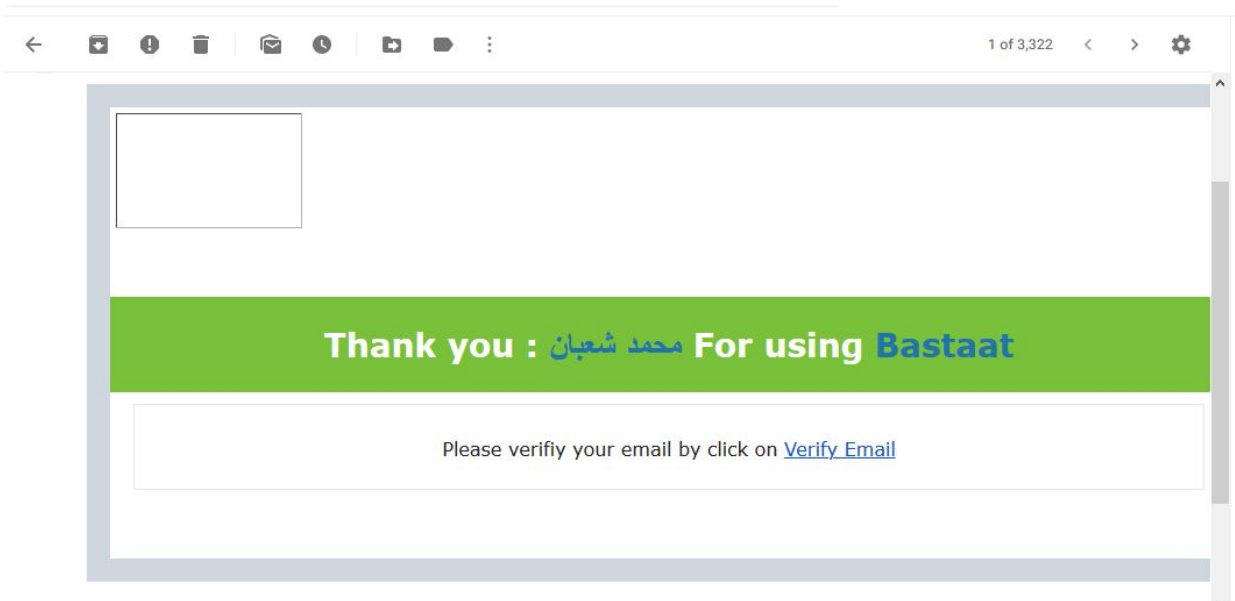 1 of 3,322
Thank you : محمد شعبان For using Bastaat
Please verifiy your email by click on Verify Email